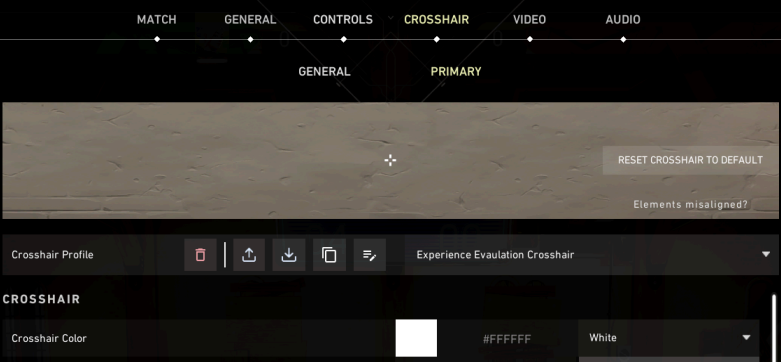 MATCH GENERAL CONTROLS CROSSHAIR VIDEO AUDIO
GENERAL PRIMARY
RESET CROSSHAIR TO DEFAULT
Elements misaligned?
Crosshair Profile Experience Evaulation Crosshair
CROSSHAIR
Crosshair Color #FFFFFF White